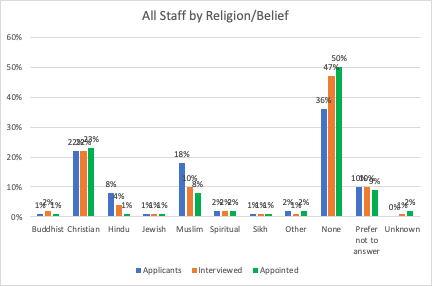 All Staff by Religion/Belief
60%
50%
40%
30%
20%
10%
0%
1% 2% 1%
22% 22% 23%
8% 4% 1%
1% 1% 1%
18% 10% 8%
2% 2% 2%
1% 1% 1%
2% 1% 2%
36% 47% 50%
10% 10% 9%
0% 1% 2%
Buddhist Christian Hindu Jewish Muslim Spiritual Sikh Other None Prefer Unknown
not to
answer
Applicants Interviewed Appointed